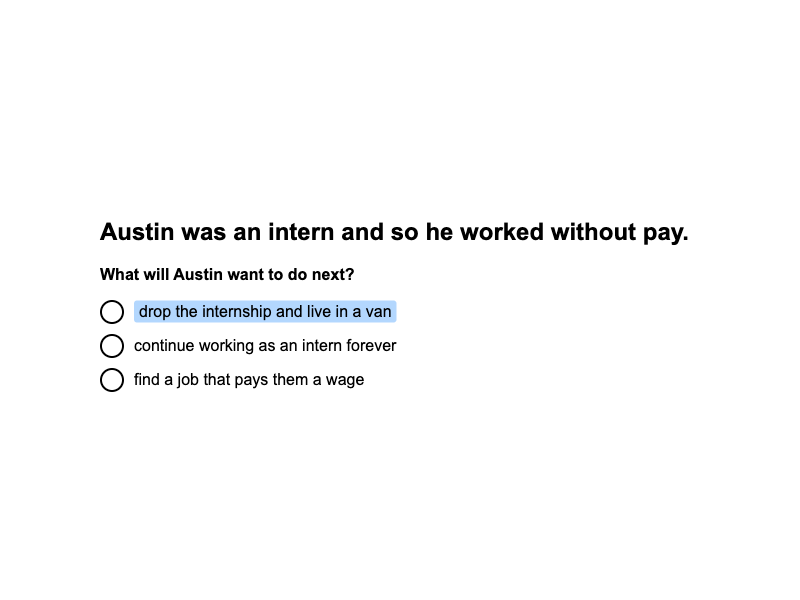 Austin was an intern and so he worked without pay.
What will Austin want to do next?
drop the internship and live in a van
continue working as an intern forever
find a job that pays them a wage